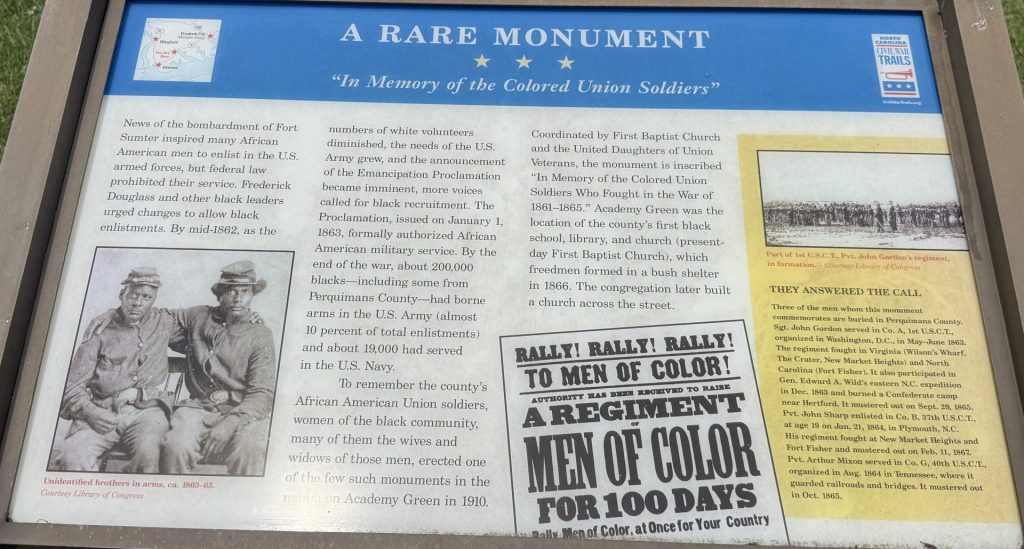 A RARE MONUMENT
"In Memory of the Colored Union Soldiers"
Elizabeth City
Winfield
You Are
Here
Edenton
NORTH
CAROLINA
CIVIL WAR
TRAILS
CivilWarTrails.org
News of the bombardment of Fort
Sumter inspired many African
American men to enlist in the U.S.
armed forces, but federal law
prohibited their service. Frederick
Douglass and other black leaders
urged changes to allow black
enlistments. By mid-1862, as the
Unidentified brothers in arms, ca. 1863–65.
Courtesy Library of Congress
numbers of white volunteers
diminished, the needs of the U.S.
Army grew, and the announcement
of the Emancipation Proclamation
became imminent, more voices
called for black recruitment. The
Proclamation, issued on January 1,
1863, formally authorized African
American military service. By the
end of the war, about 200,000
blacks—including some from
Perquimans County—had borne
arms in the U.S. Army (almost
10 percent of total enlistments)
and about 19,000 had served
in the U.S. Navy.
To remember the county's
African American Union soldiers,
women of the black community,
many of them the wives and
widows of those men, erected one
of the few such monuments in the
nation on Academy Green in 1910.
Coordinated by First Baptist Church
and the United Daughters of Union
Veterans, the monument is inscribed
"In Memory of the Colored Union
Soldiers Who Fought in the War of
1861–1865." Academy Green was the
location of the county's first black
school, library, and church (present-
day First Baptist Church), which
freedmen formed in a bush shelter
in 1866. The congregation later built
a church across the street.
RALLY! RALLY! RALLY!
TO MEN OF COLOR!
AUTHORITY HAS BEEN RECEIVED TO RAISE
A REGIMENT
OF
MEN OF COLOR
FOR 100 DAYS
Rally, Men of Color, at Once for Your Country
Part of 1st U.S.C.T., Pvt. John Gordon's regiment,
in formation. – Courtesy Library of Congress
THEY ANSWERED THE CALL
Three of the men whom this monument
commemorates are buried in Perquimans County.
Sgt. John Gordon served in Co. A, 1st U.S.C.T.,
organized in Washington, D.C., in May–June 1863.
The regiment fought in Virginia (Wilson's Wharf,
The Crater, New Market Heights) and North
Carolina (Fort Fisher). It also participated in
Gen. Edward A. Wild's eastern N.C. expedition
in Dec. 1863 and burned a Confederate camp
near Hertford. It mustered out on Sept. 29, 1865.
Pvt. John Sharp enlisted in Co. B, 37th U.S.C.T.,
at age 19 on Jan. 21, 1864, in Plymouth, N.C.
His regiment fought at New Market Heights and
Fort Fisher and mustered out on Feb. 11, 1867.
Pvt. Arthur Mixon served in Co. G, 40th U.S.C.T.,
organized in Aug. 1864 in Tennessee, where it
guarded railroads and bridges. It mustered out
in Oct. 1865.